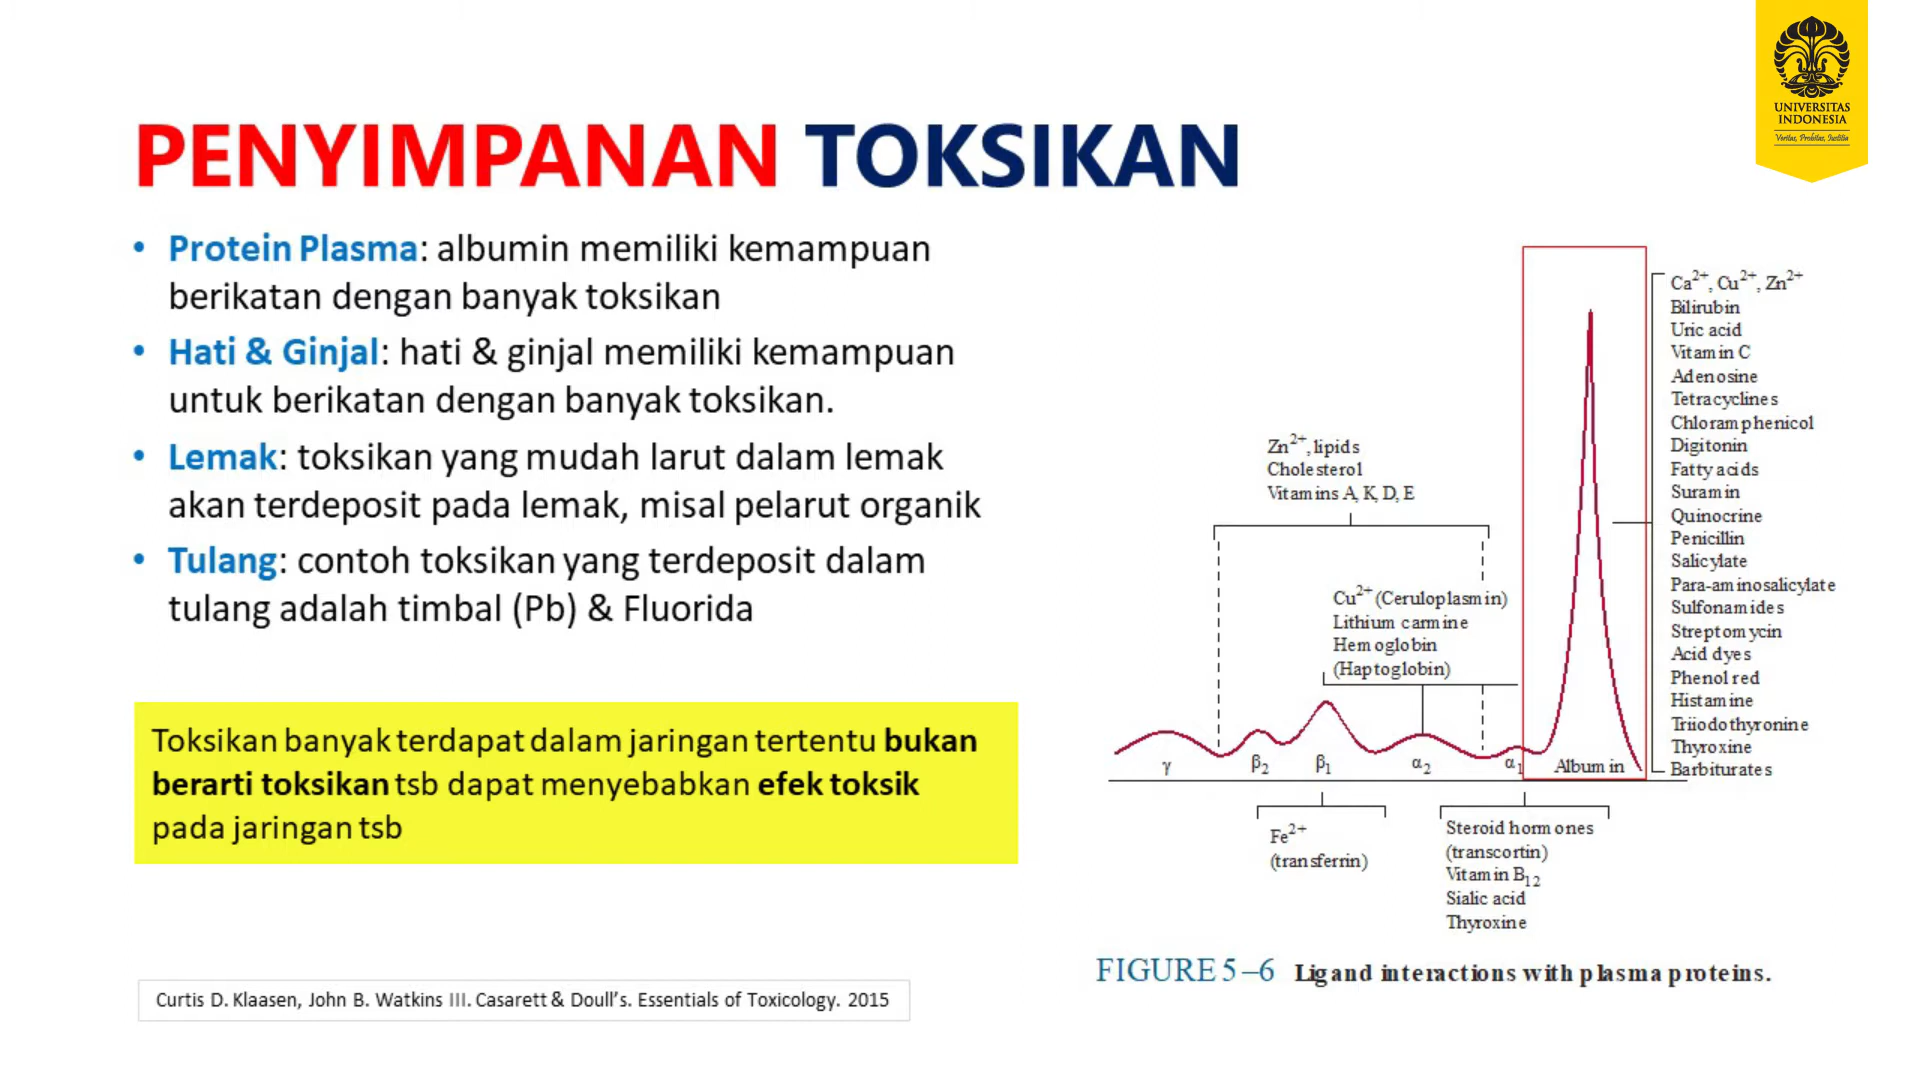 UNIVERSITAS
INDONESIA
Veritas, Probitas, Justitia
PENYIMPANAN TOKSIKAN
• Protein Plasma: albumin memiliki kemampuan
berikatan dengan banyak toksikan
• Hati & Ginjal: hati & ginjal memiliki kemampuan
untuk berikatan dengan banyak toksikan.
• Lemak: toksikan yang mudah larut dalam lemak
akan terdeposit pada lemak, misal pelarut organik
• Tulang: contoh toksikan yang terdeposit dalam
tulang adalah timbal (Pb) & Fluorida
Toksikan banyak terdapat dalam jaringan tertentu bukan
berarti toksikan tsb dapat menyebabkan efek toksik
pada jaringan tsb
Curtis D. Klaasen, John B. Watkins III. Casarett & Doull's. Essentials of Toxicology. 2015
Zn²⁺, lipids
Cholesterol
Vitamins A, K, D, E
Cu²⁺ (Ceruloplasmin)
Lithium carmine
Hemoglobin
(Haptoglobin)
Ca²⁺, Cu²⁺, Zn²⁺
Bilirubin
Uric acid
Vitamin C
Adenosine
Tetracyclines
Chloramphenicol
Digitonin
Fatty acids
Suramin
Quinocrine
Penicillin
Salicylate
Para-aminosalicylate
Sulfonamides
Streptomycin
Acid dyes
Phenol red
Histamine
Triiodothyronine
Thyroxine
Barbiturates
γ β₂ β₁ α₂ α₁ Albumin
Fe²⁺
(transferrin)
Steroid hormones
(transcortin)
Vitamin B₁₂
Sialic acid
Thyroxine
FIGURE 5–6 Ligand interactions with plasma proteins.